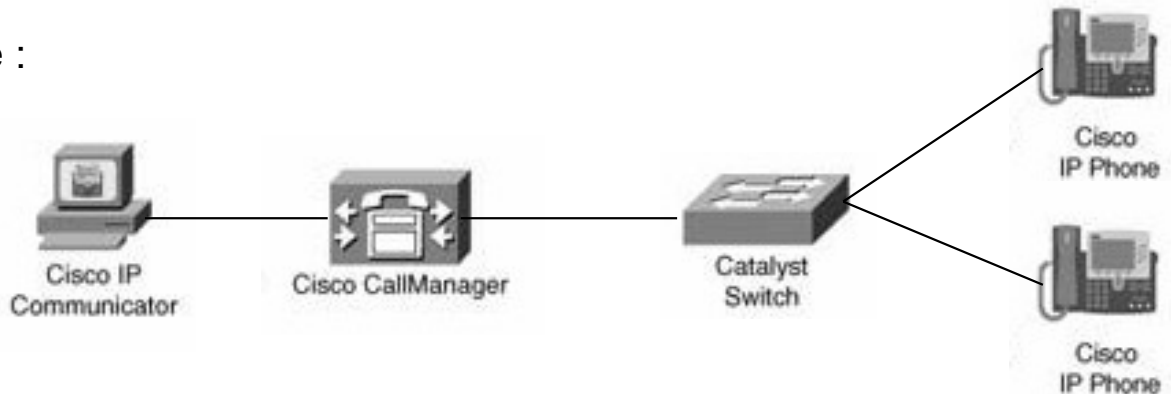 e :
Cisco IP
Communicator
Cisco CallManager
Catalyst
Switch
Cisco
IP Phone
Cisco
IP Phone